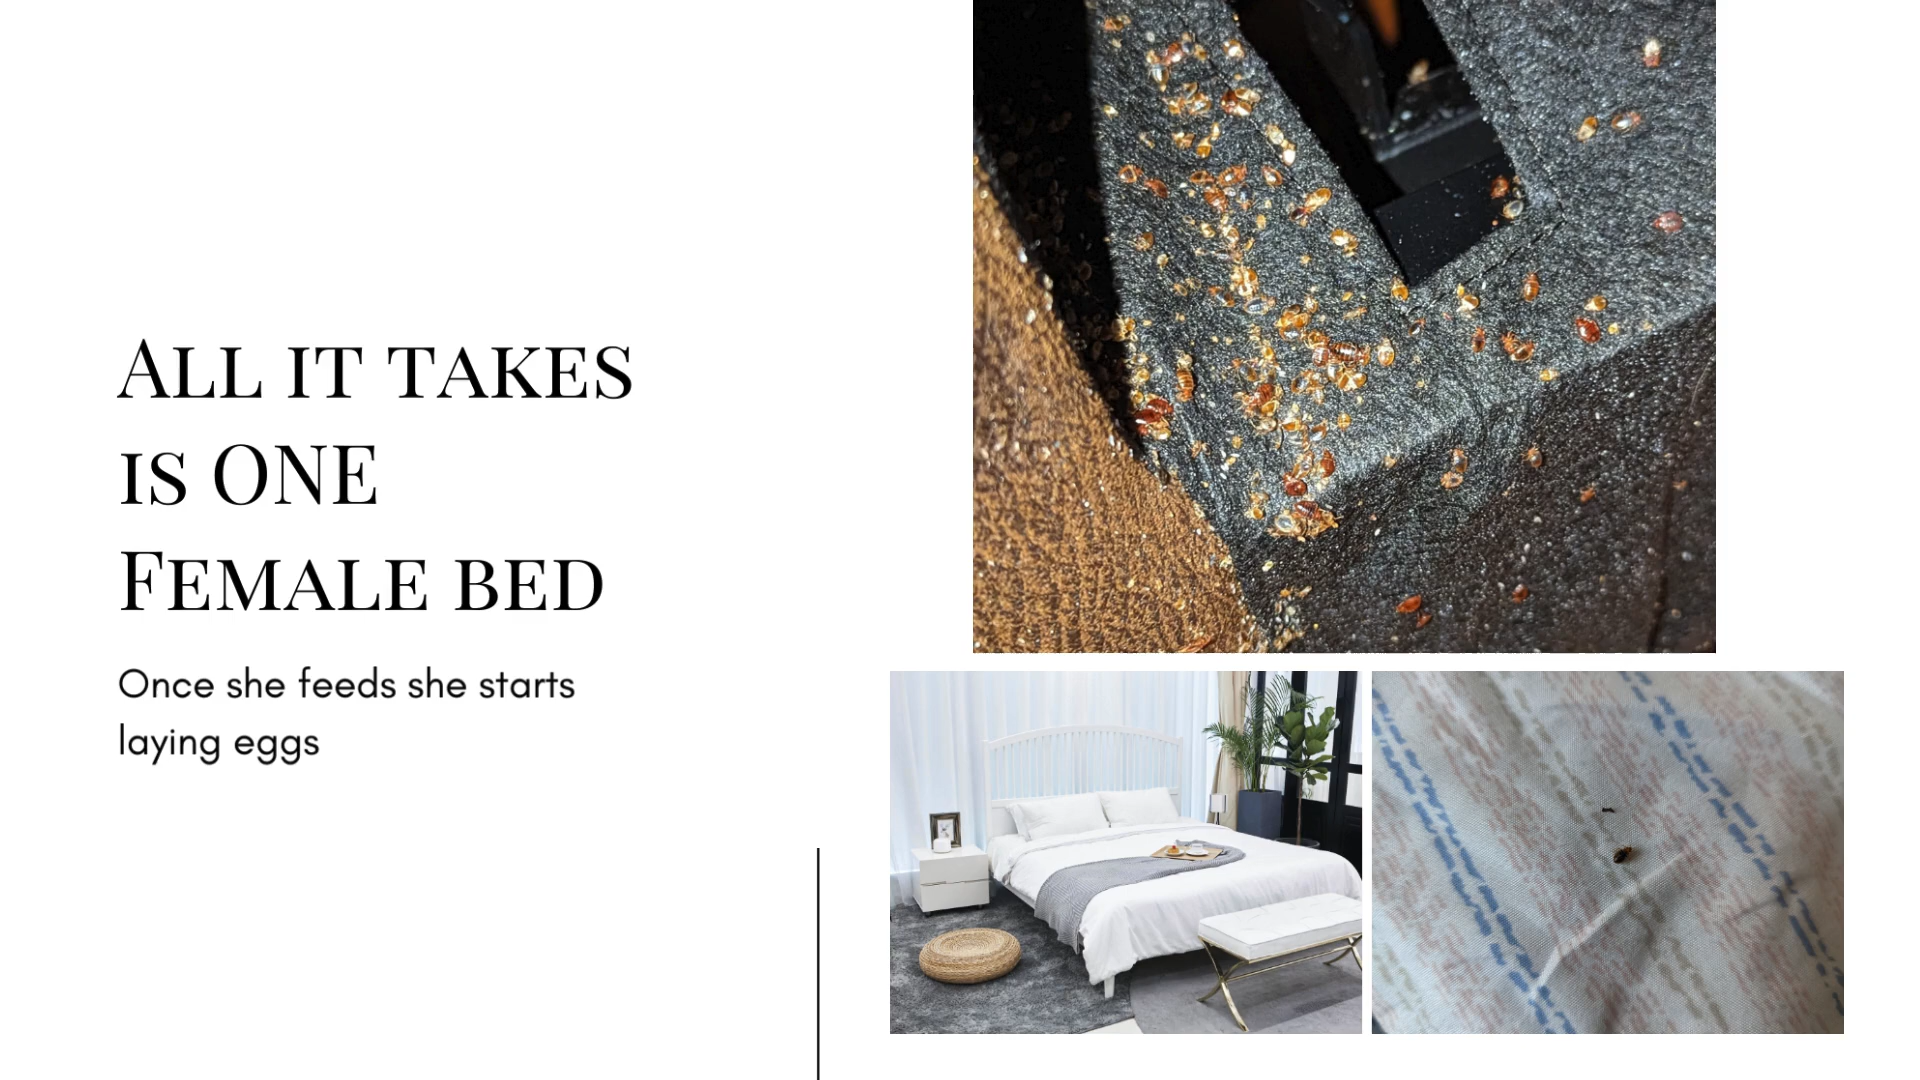 All it takes
is ONE
Female bed
Once she feeds she starts
laying eggs